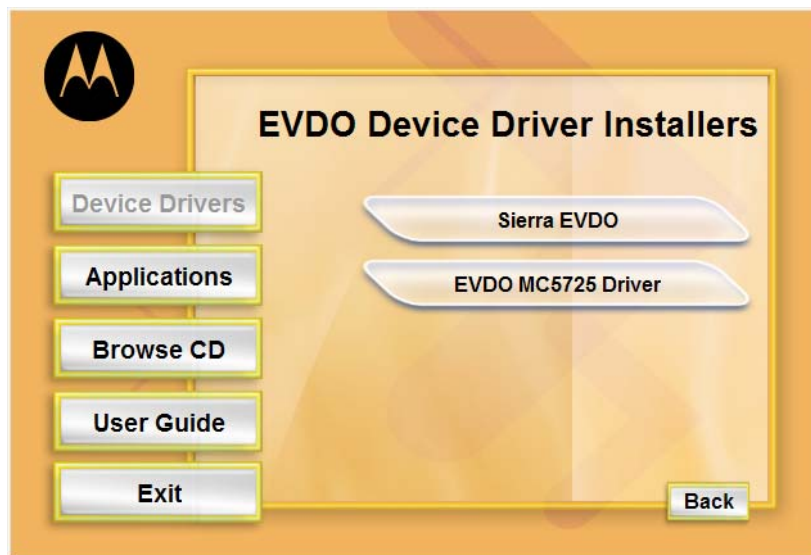 EVDO Device Driver Installers
Device Drivers
Applications
Browse CD
User Guide
Exit
Sierra EVDO
EVDO MC5725 Driver
Back